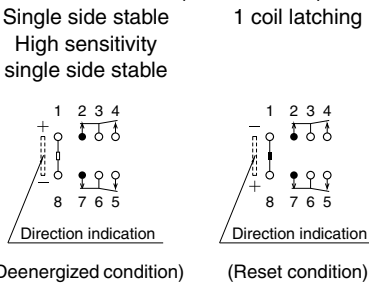 Single side stable
High sensitivity
single side stable
1 coil latching
1 2 3 4
+
−
8 7 6 5
Direction indication
Deenergized condition)
1 2 3 4
−
+
8 7 6 5
Direction indication
(Reset condition)